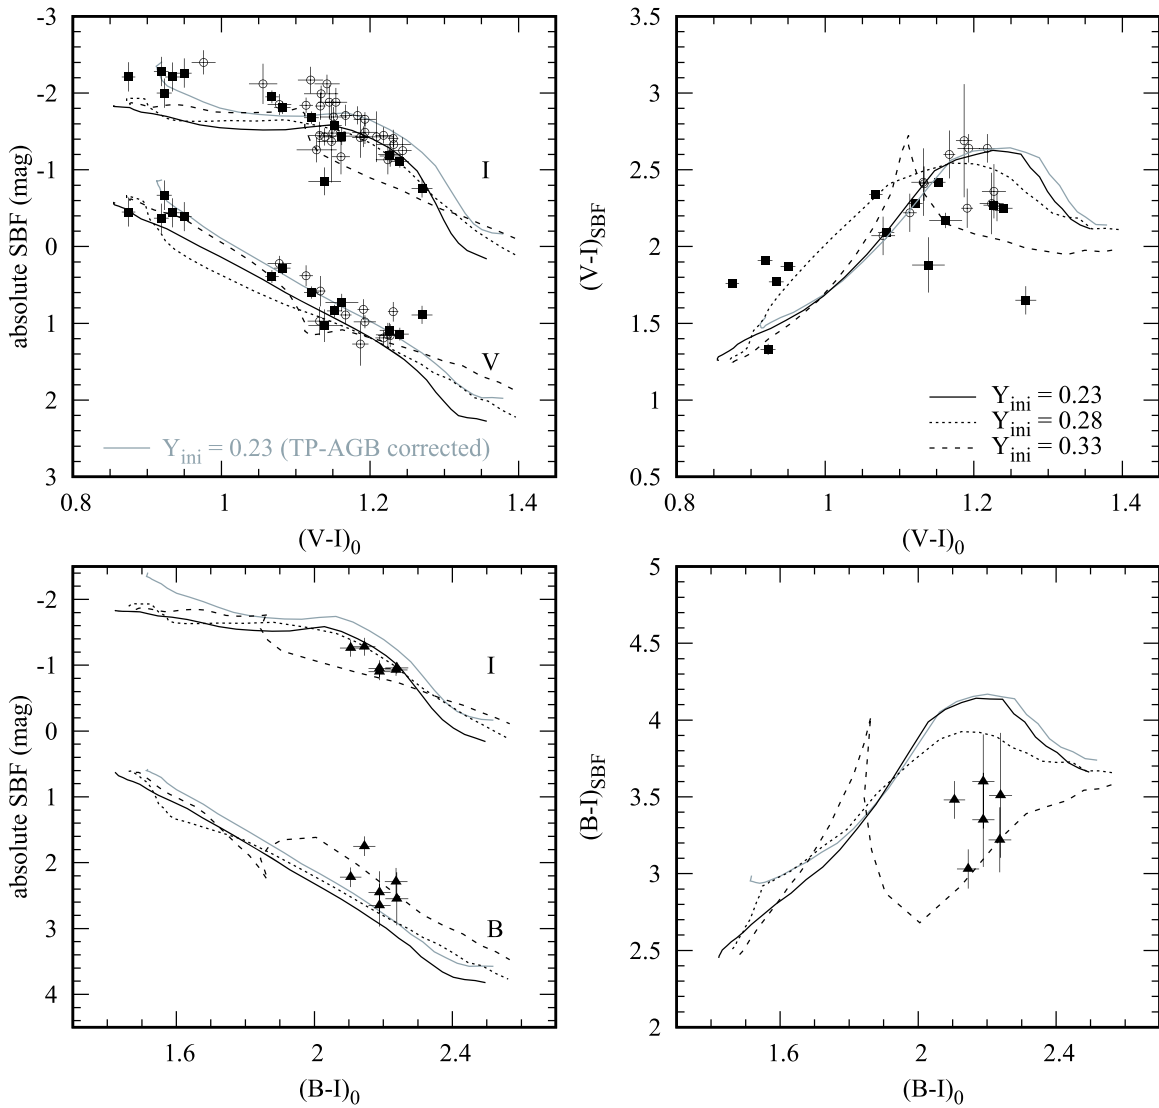 -3
-2
-1
0
1
2
3
absolute SBF (mag)
I
V
Y_ini = 0.23 (TP-AGB corrected)
0.8
1
1.2
1.4
(V-I)_0
3.5
3
2.5
2
1.5
1
0.5
(V-I)_SBF
Y_ini = 0.23
Y_ini = 0.28
Y_ini = 0.33
0.8
1
1.2
1.4
(V-I)_0
-2
-1
0
1
2
3
4
absolute SBF (mag)
I
B
1.6
2
2.4
(B-I)_0
5
4.5
4
3.5
3
2.5
2
(B-I)_SBF
1.6
2
2.4
(B-I)_0